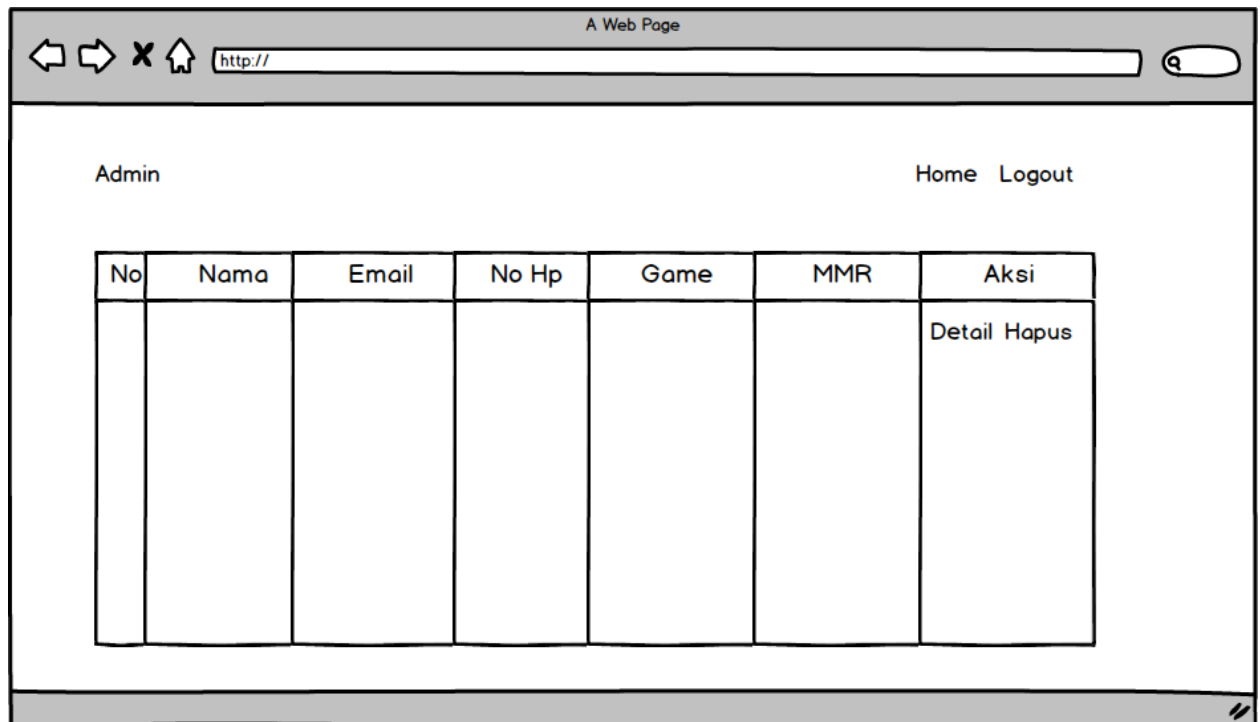 A Web Page
http://
Admin Home Logout
No Nama Email No Hp Game MMR Aksi
Detail Hapus